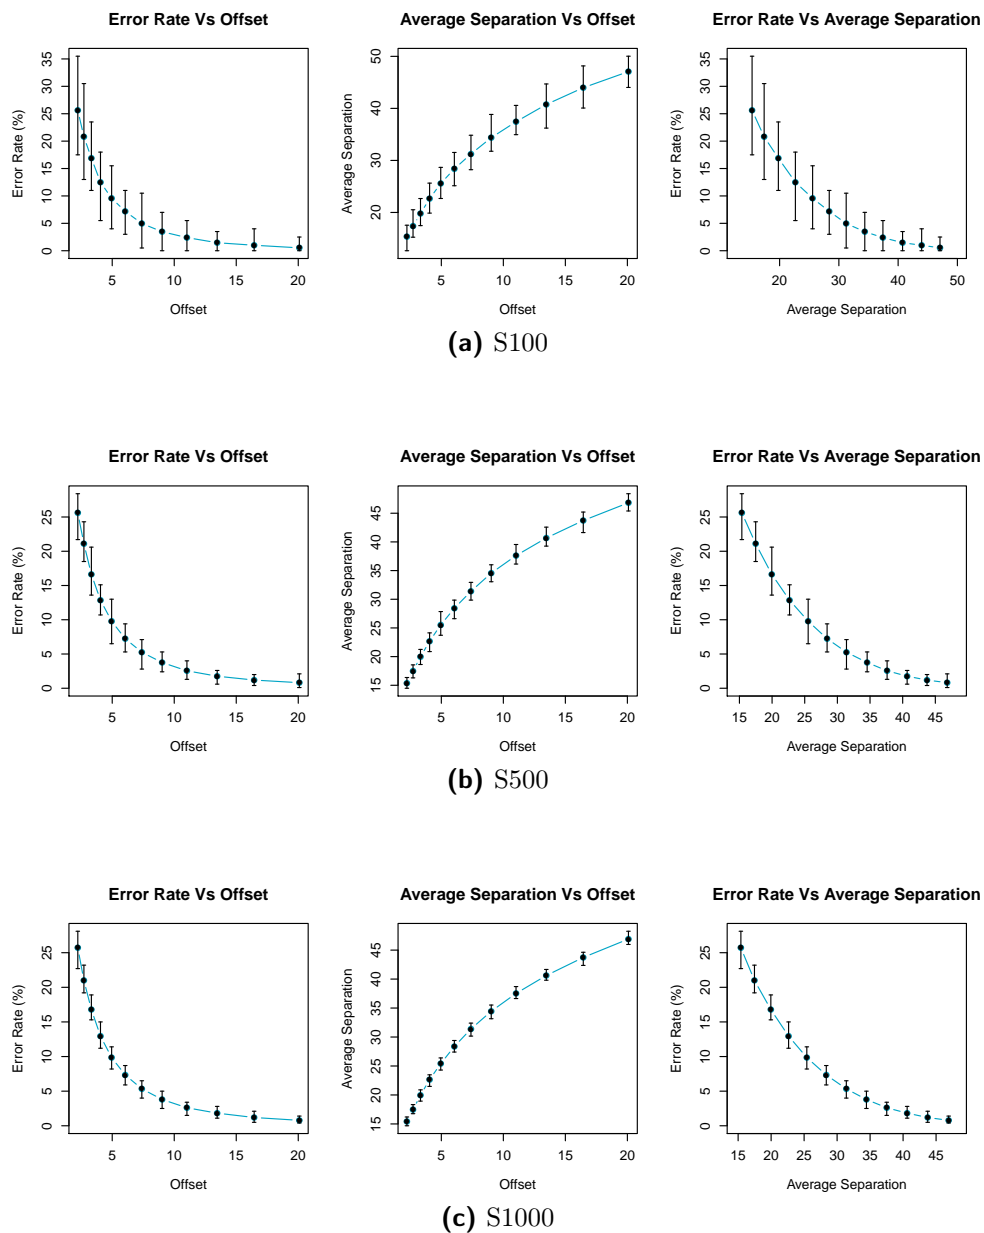 Error Rate Vs Offset
Error Rate (%)
0 5 10 15 20 25 30 35
5 10 15 20
Offset
Average Separation Vs Offset
Average Separation
20 30 40 50
5 10 15 20
Offset
Error Rate Vs Average Separation
Error Rate (%)
0 5 10 15 20 25 30 35
20 30 40 50
Average Separation
(a) S100
Error Rate Vs Offset
Error Rate (%)
0 5 10 15 20 25
5 10 15 20
Offset
Average Separation Vs Offset
Average Separation
15 20 25 30 35 40 45
5 10 15 20
Offset
Error Rate Vs Average Separation
Error Rate (%)
0 5 10 15 20 25
15 20 25 30 35 40 45
Average Separation
(b) S500
Error Rate Vs Offset
Error Rate (%)
0 5 10 15 20 25
5 10 15 20
Offset
Average Separation Vs Offset
Average Separation
15 20 25 30 35 40 45
5 10 15 20
Offset
Error Rate Vs Average Separation
Error Rate (%)
0 5 10 15 20 25
15 20 25 30 35 40 45
Average Separation
(c) S1000